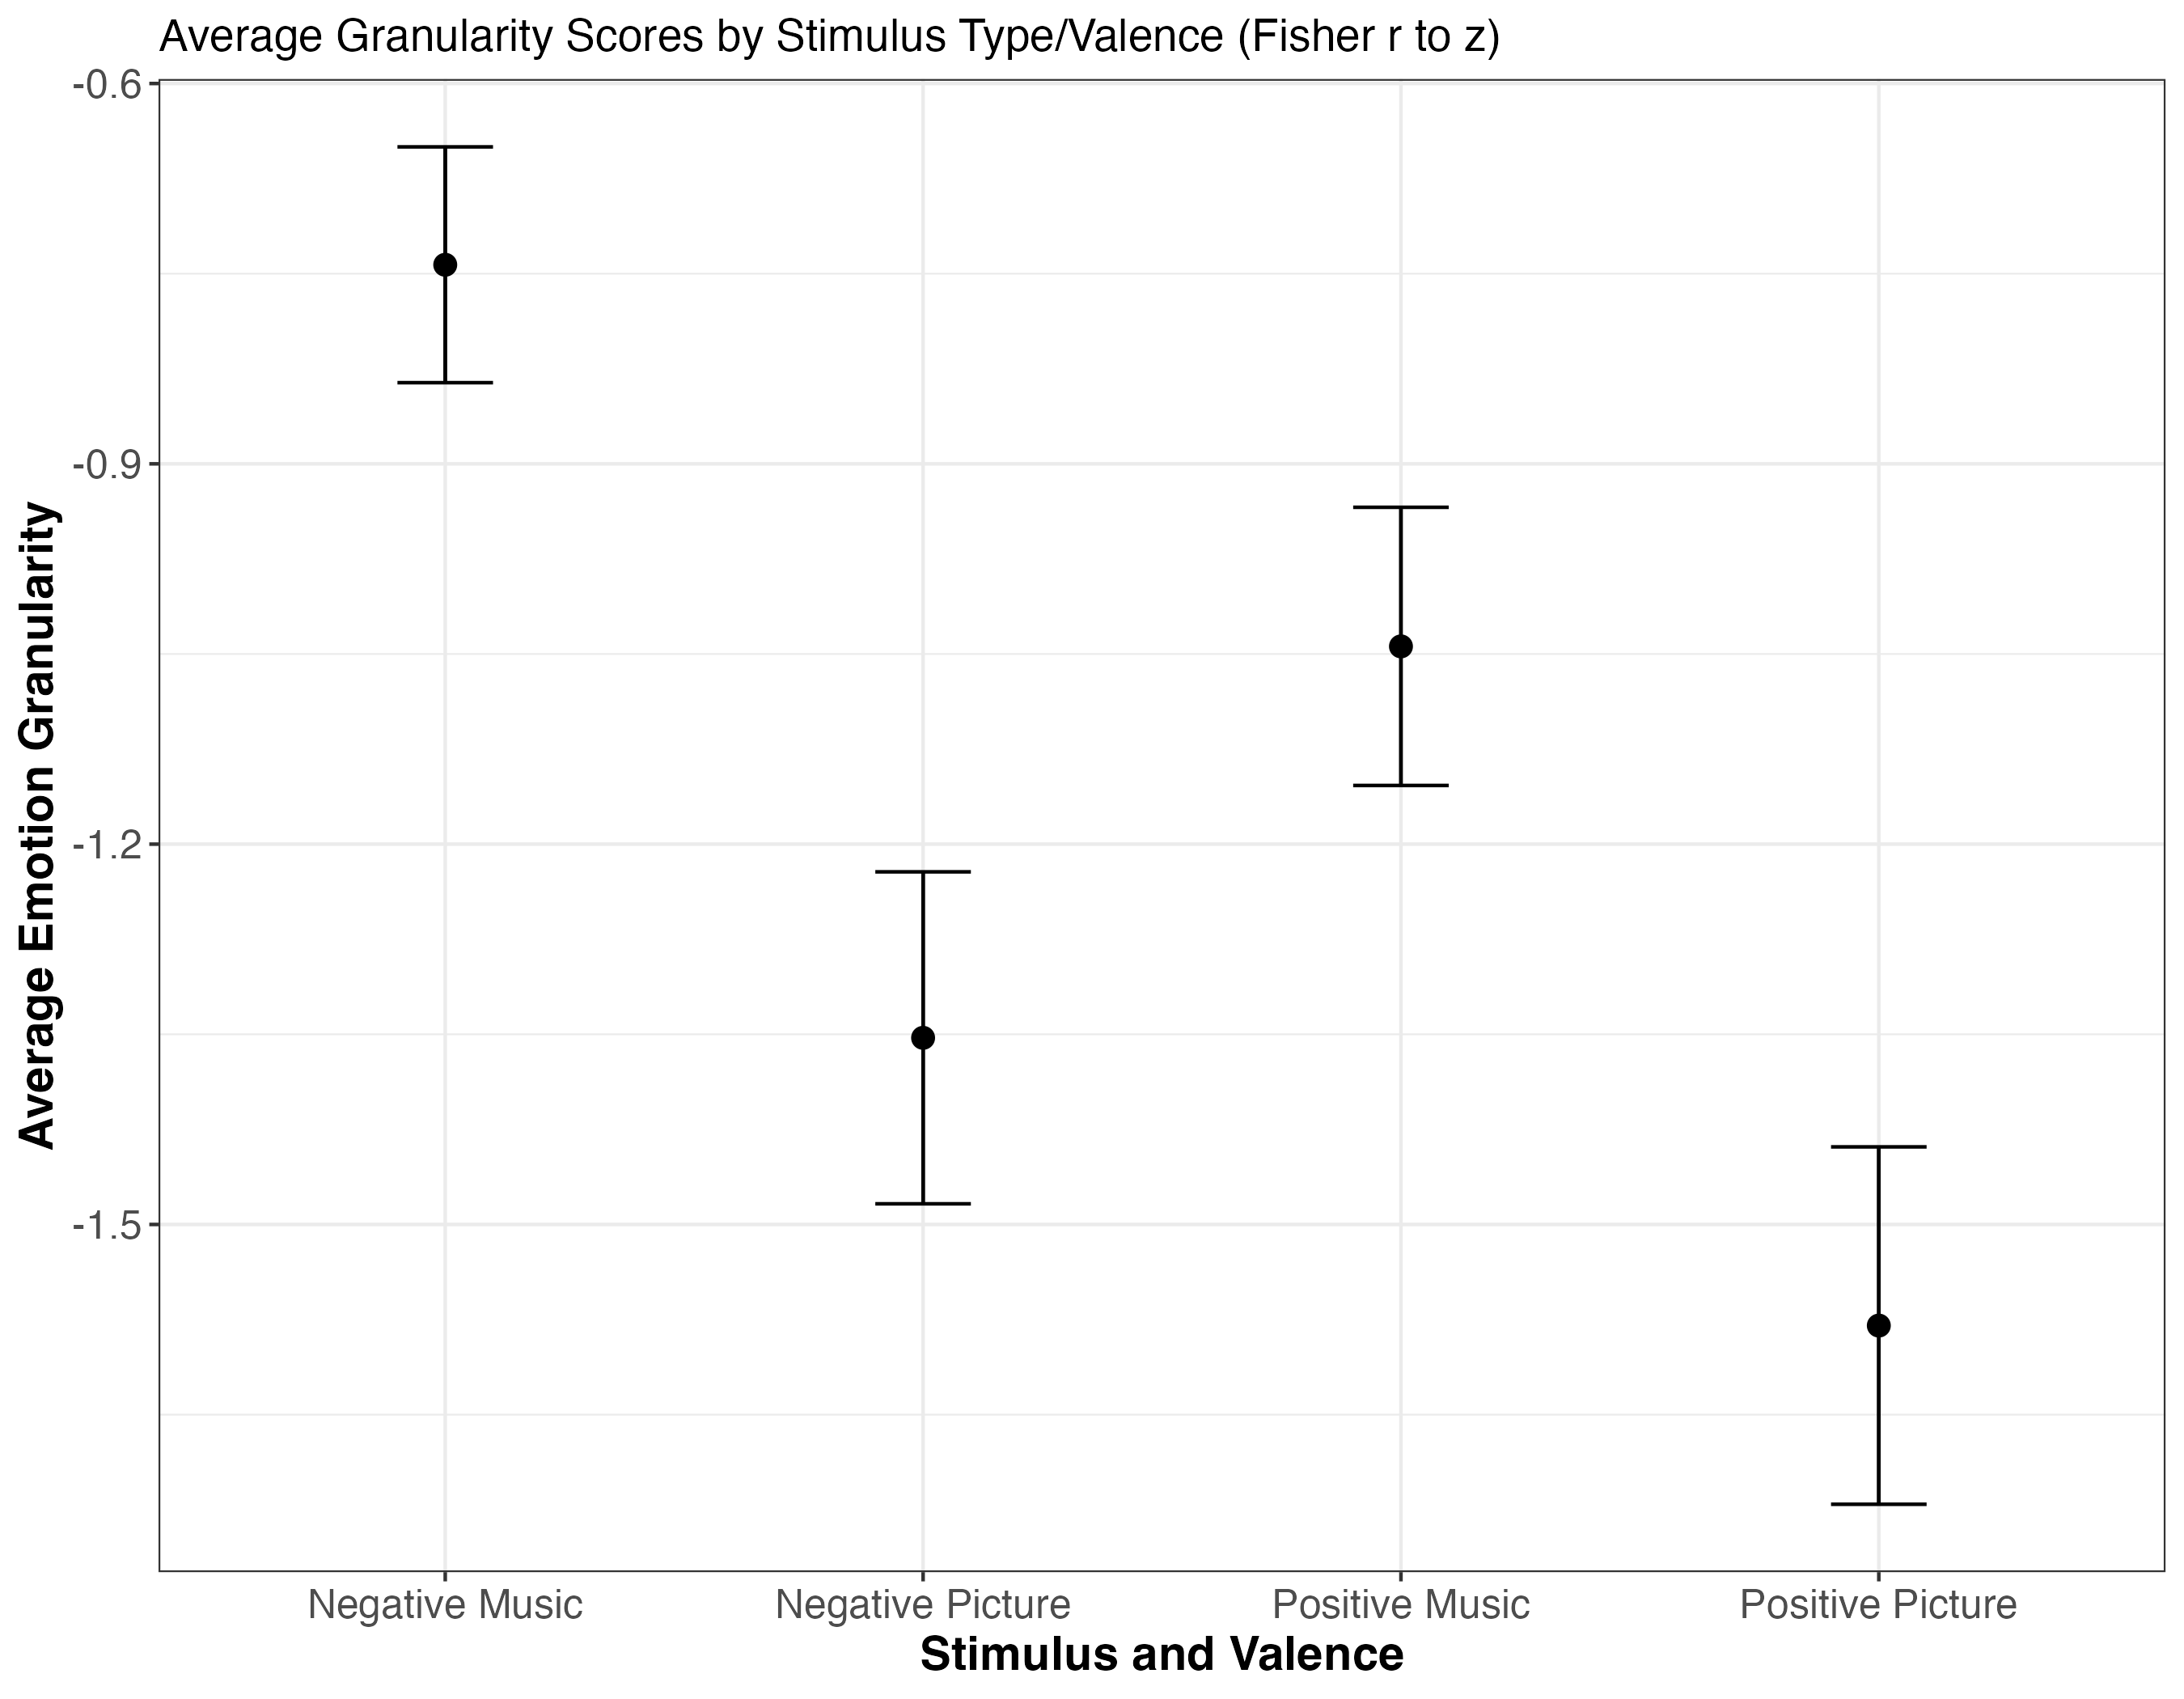 Average Granularity Scores by Stimulus Type/Valence (Fisher r to z)
-0.6
-0.9
-1.2
-1.5
Average Emotion Granularity
Negative Music
Negative Picture
Positive Music
Positive Picture
Stimulus and Valence